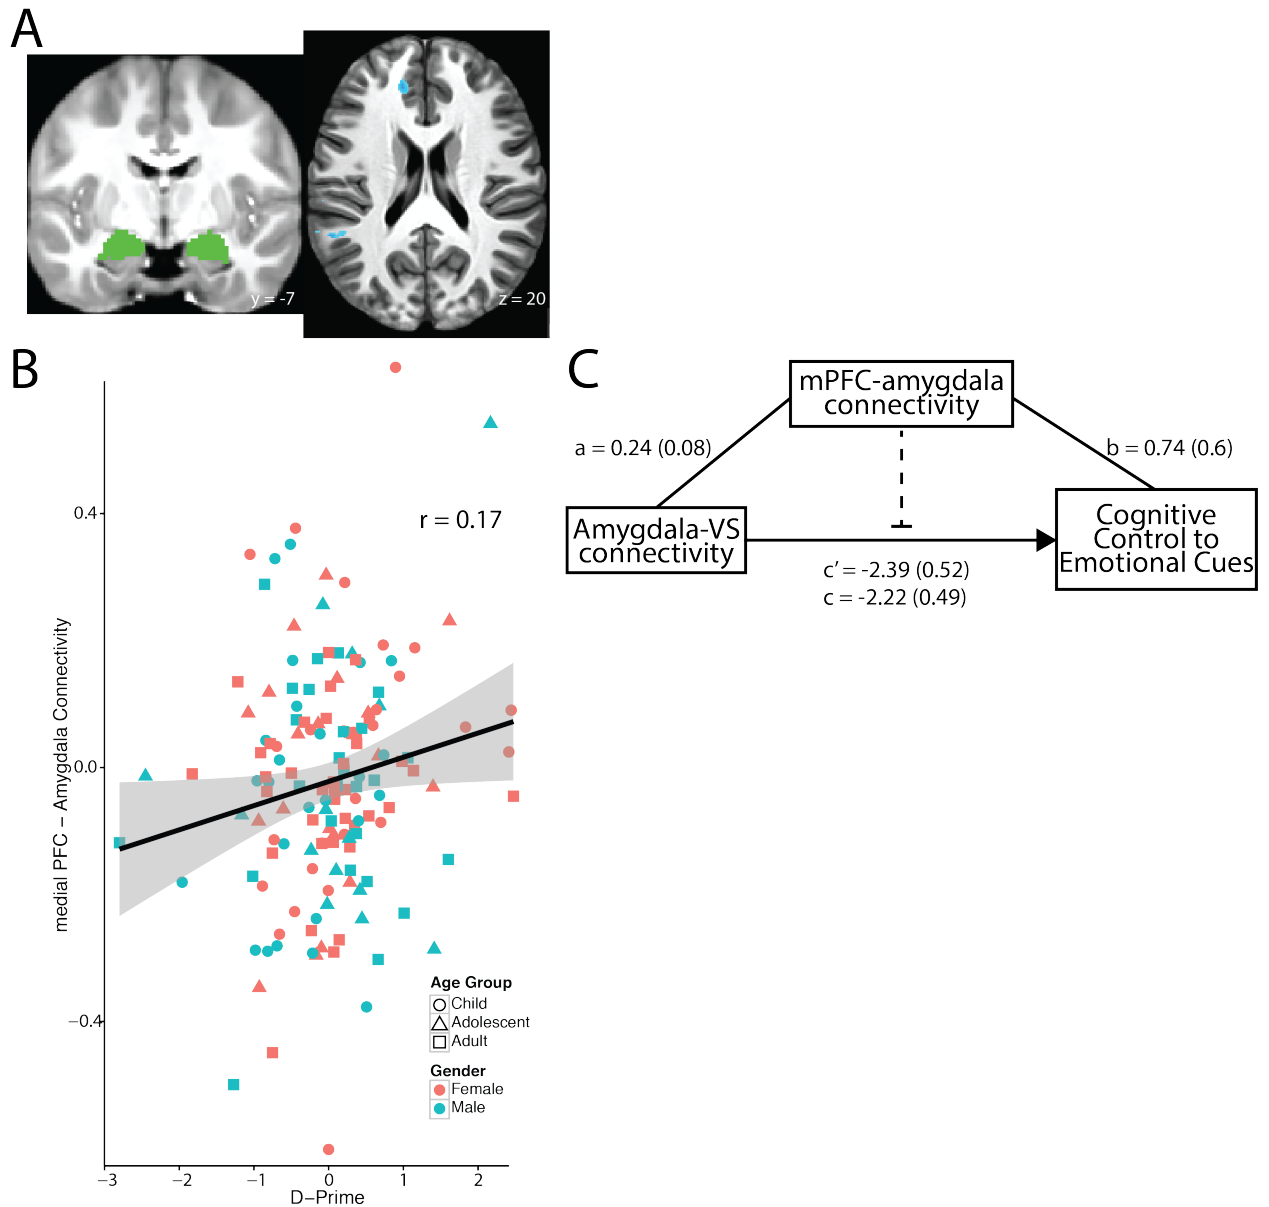 A
y = -7
z = 20
B
medial PFC – Amygdala Connectivity
0.4
0.0
−0.4
r = 0.17
Age Group
Child
Adolescent
Adult
Gender
Female
Male
−3 −2 −1 0 1 2
D−Prime
C
mPFC-amygdala
connectivity
a = 0.24 (0.08)
b = 0.74 (0.6)
Amygdala-VS
connectivity
Cognitive
Control to
Emotional Cues
c′ = -2.39 (0.52)
c = -2.22 (0.49)